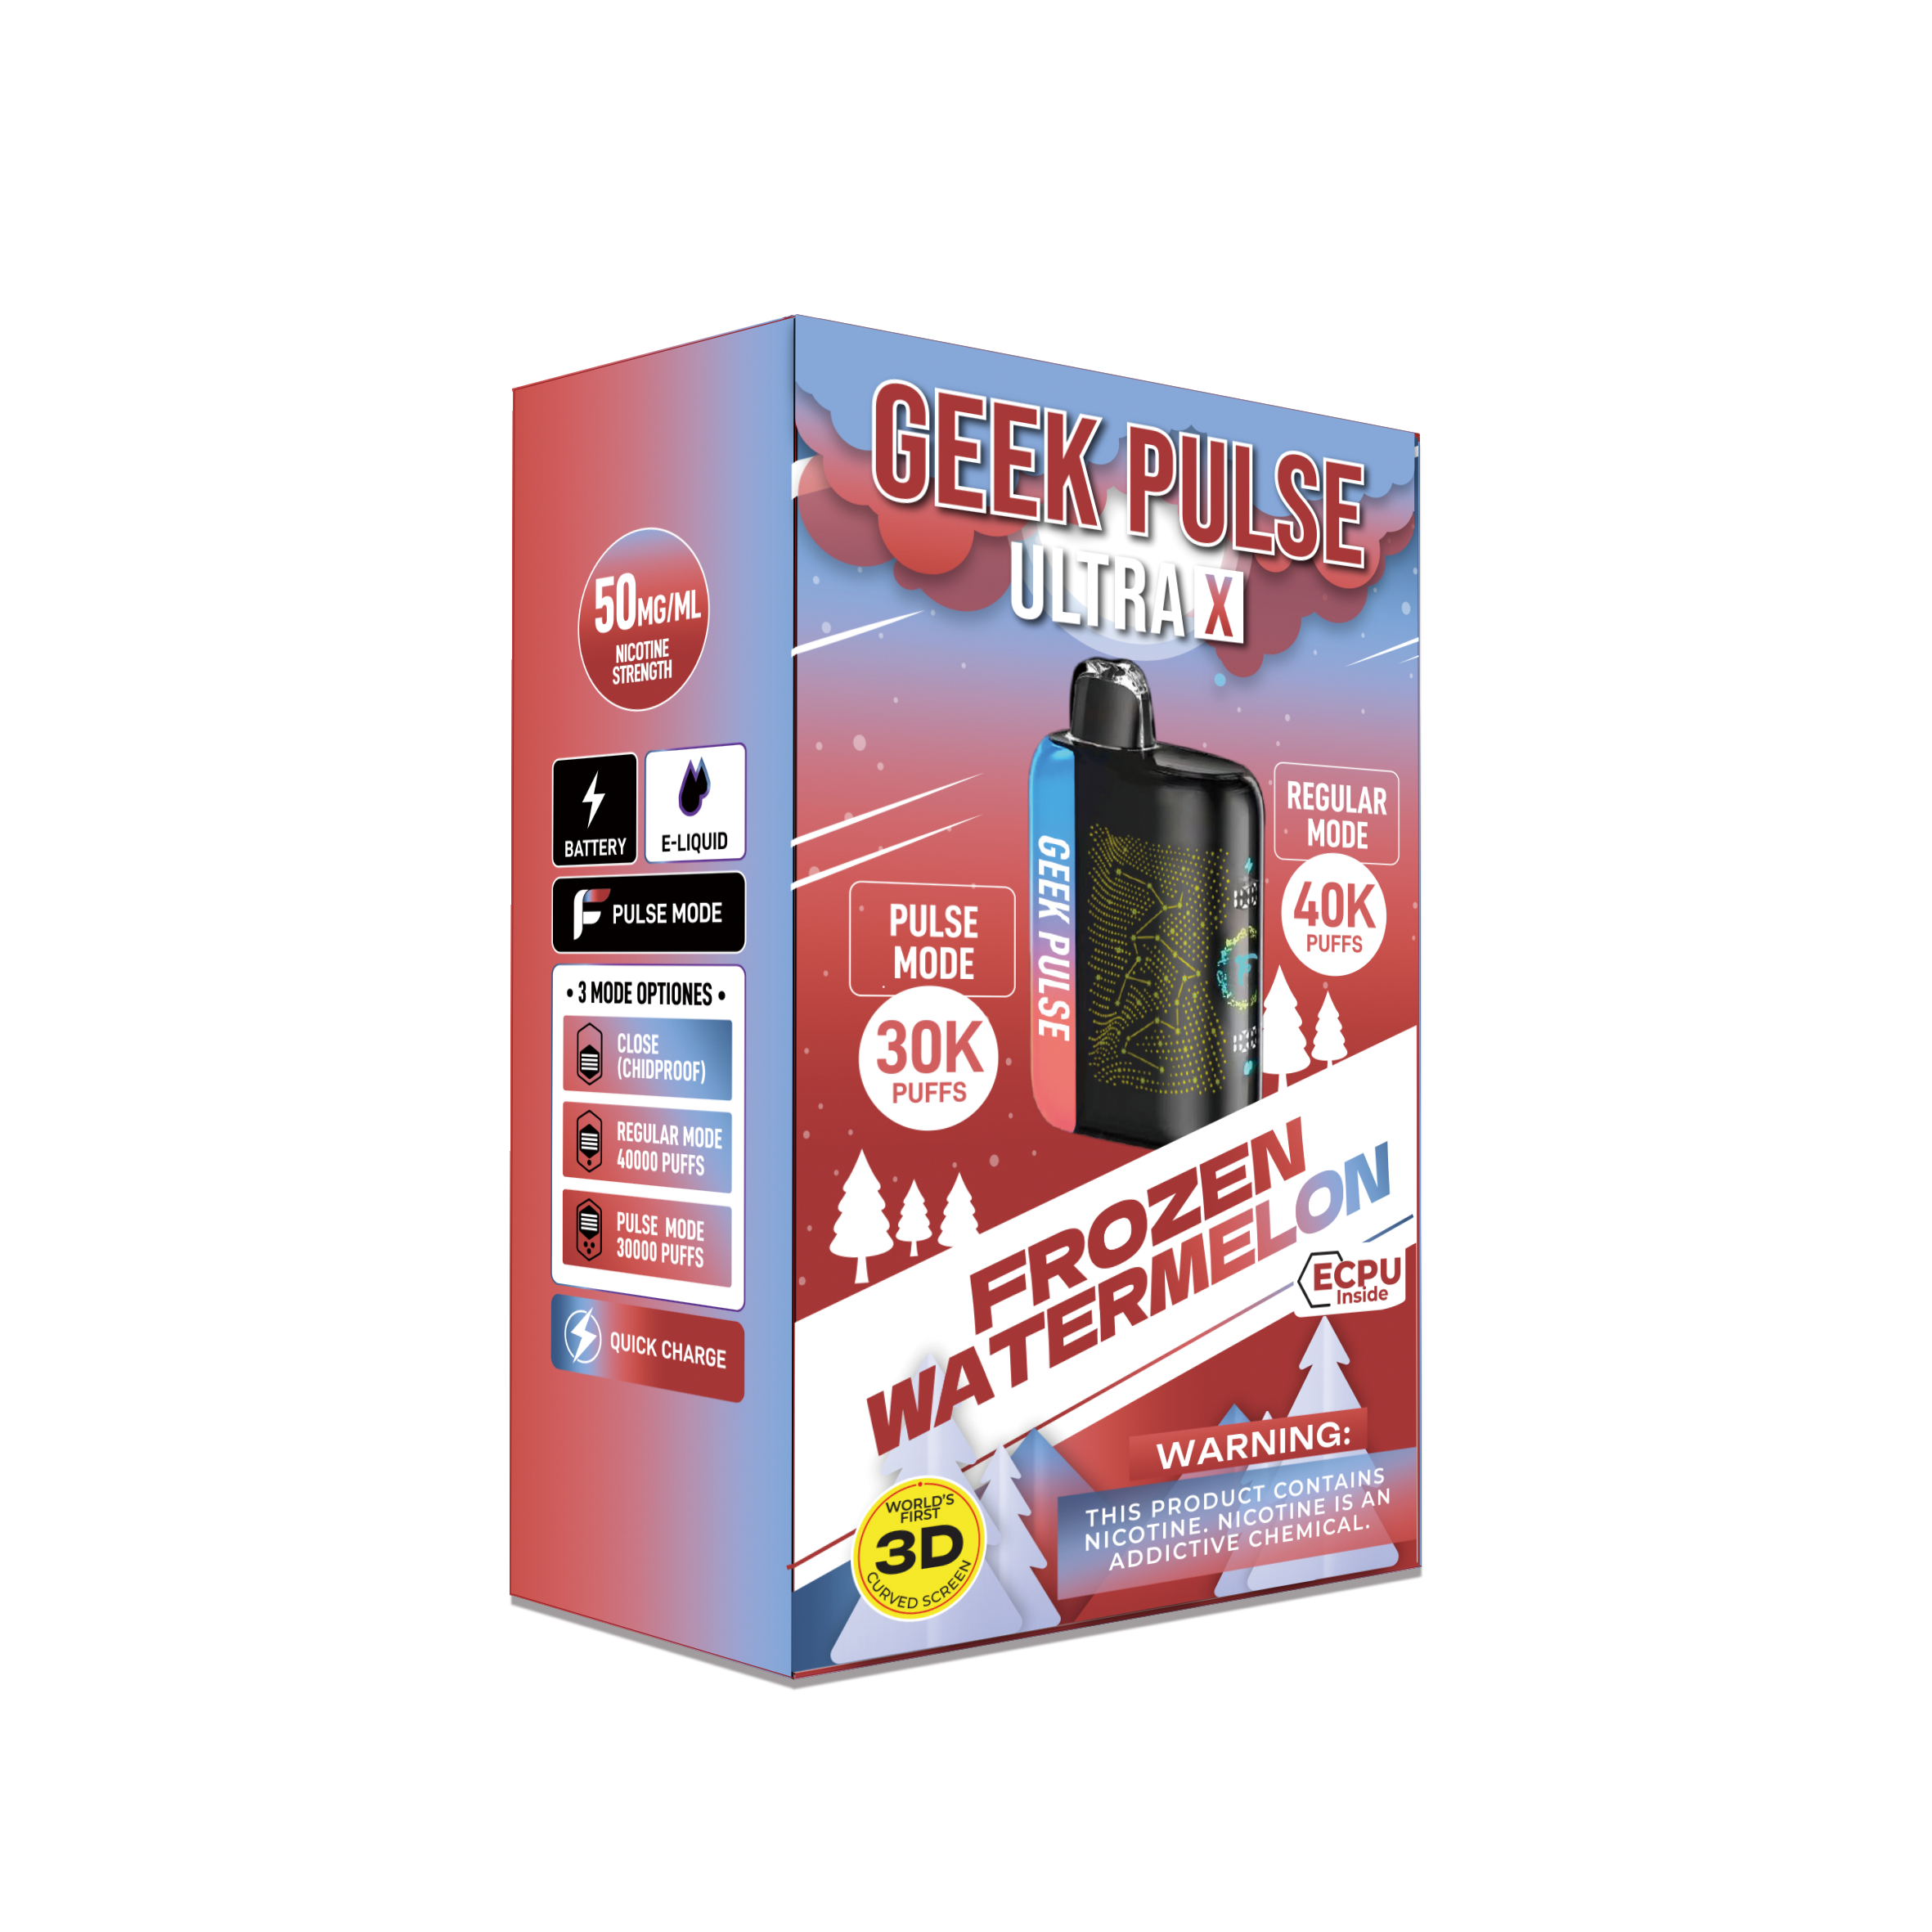 50MG/ML
NICOTINE
STRENGTH
BATTERY
E-LIQUID
PULSE MODE
• 3 MODE OPTIONES •
CLOSE
(CHIDPROOF)
REGULAR MODE
40000 PUFFS
PULSE MODE
30000 PUFFS
QUICK CHARGE
GEEK PULSE
ULTRA X
REGULAR
MODE
40K
PUFFS
PULSE
MODE
30K
PUFFS
GEEK PULSE
FROZEN
WATERMELON
ECPU
Inside
WARNING:
THIS PRODUCT CONTAINS
NICOTINE. NICOTINE IS AN
ADDICTIVE CHEMICAL.
WORLD'S
FIRST
3D
CURVED SCREEN